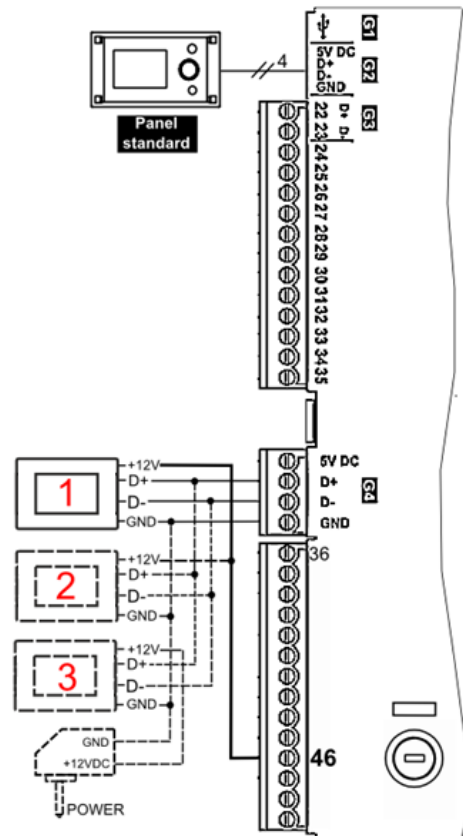 G1
4
5V DC
D+
D-
GND
G2
Panel
standard
22 D+
23 D-
G3
24
25
26
27
28
29
30
31
32
33
34
35
5V DC
D+
D-
GND
G4
1
+12V
D+
D-
GND
2
+12V
D+
D-
GND
3
+12V
D+
D-
GND
36
46
GND
+12VDC
POWER